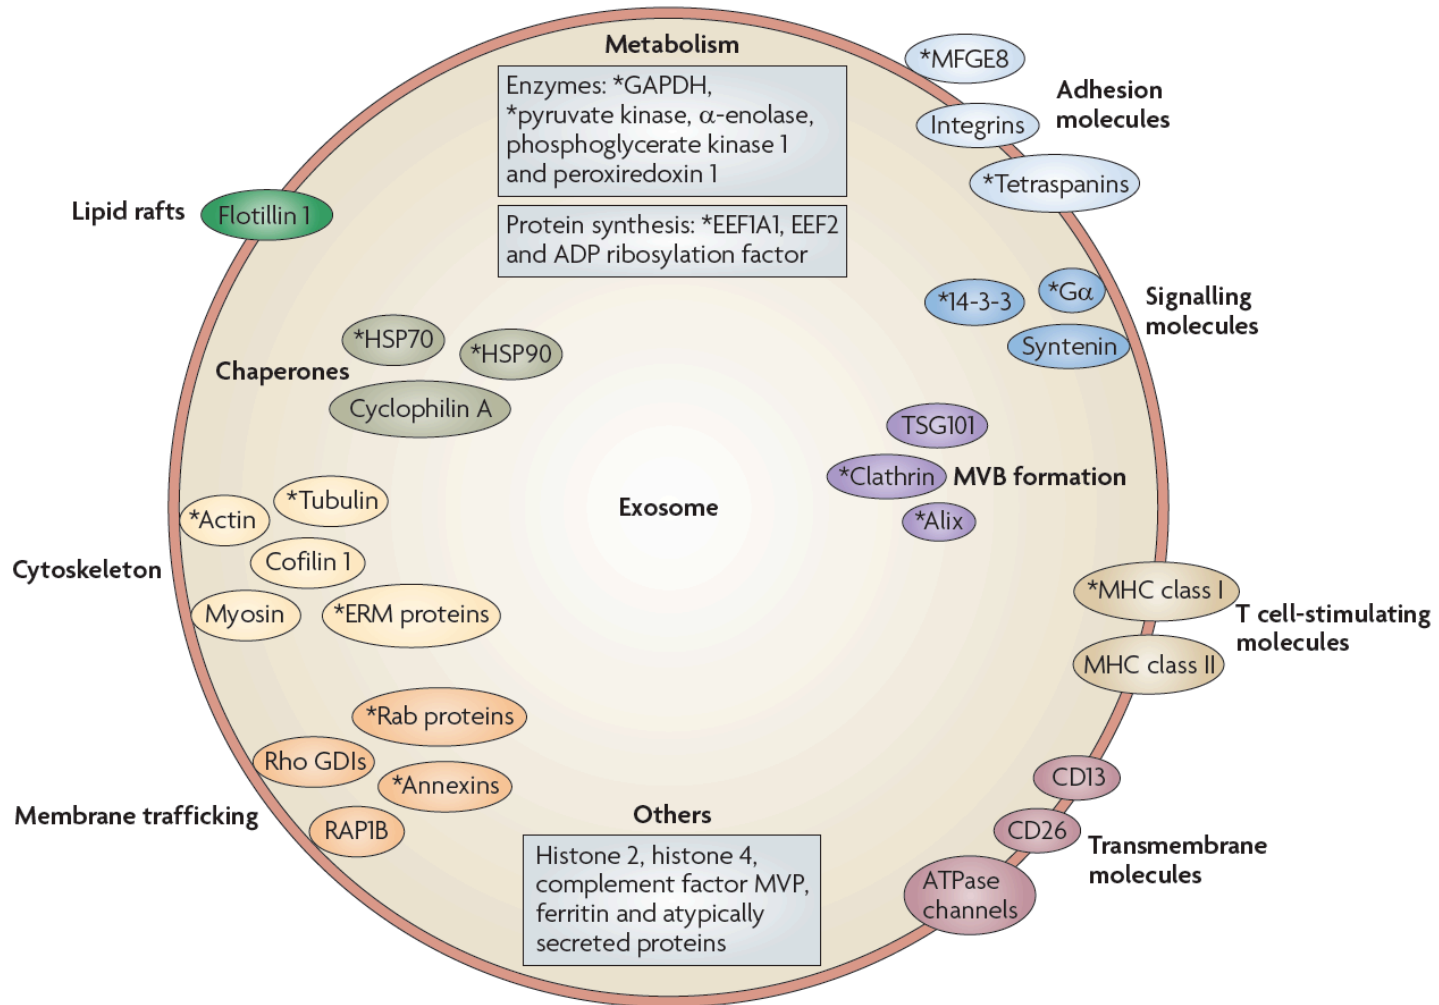 Metabolism
Enzymes: *GAPDH,
*pyruvate kinase, α-enolase,
phosphoglycerate kinase 1
and peroxiredoxin 1
Protein synthesis: *EEF1A1, EEF2
and ADP ribosylation factor
*MFGE8
Integrins
*Tetraspanins
Adhesion
molecules
Lipid rafts
Flotillin 1
*14-3-3
*Gα
Syntenin
Signalling
molecules
Chaperones
*HSP70
*HSP90
Cyclophilin A
TSG101
*Clathrin
*Alix
MVB formation
Exosome
Cytoskeleton
*Actin
*Tubulin
Cofilin 1
Myosin
*ERM proteins
*MHC class I
MHC class II
T cell-stimulating
molecules
Membrane trafficking
*Rab proteins
Rho GDIs
*Annexins
RAP1B
Others
Histone 2, histone 4,
complement factor MVP,
ferritin and atypically
secreted proteins
CD13
CD26
ATPase
channels
Transmembrane
molecules